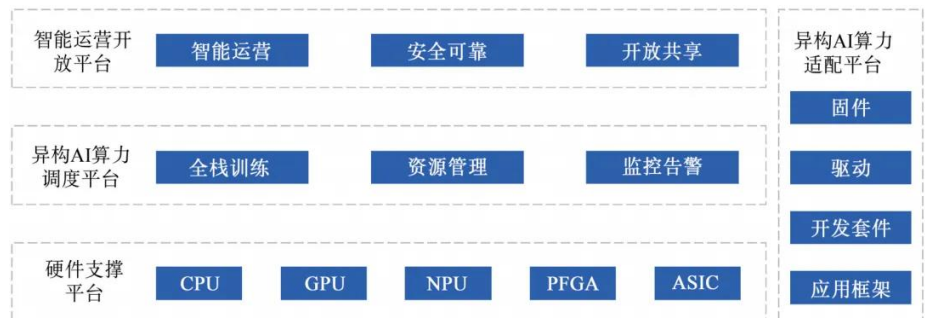 智能运营开
放平台
智能运营
安全可靠
开放共享
异构AI算力
调度平台
全栈训练
资源管理
监控告警
硬件支撑
平台
CPU
GPU
NPU
PFGA
ASIC
异构AI算力
适配平台
固件
驱动
开发套件
应用框架